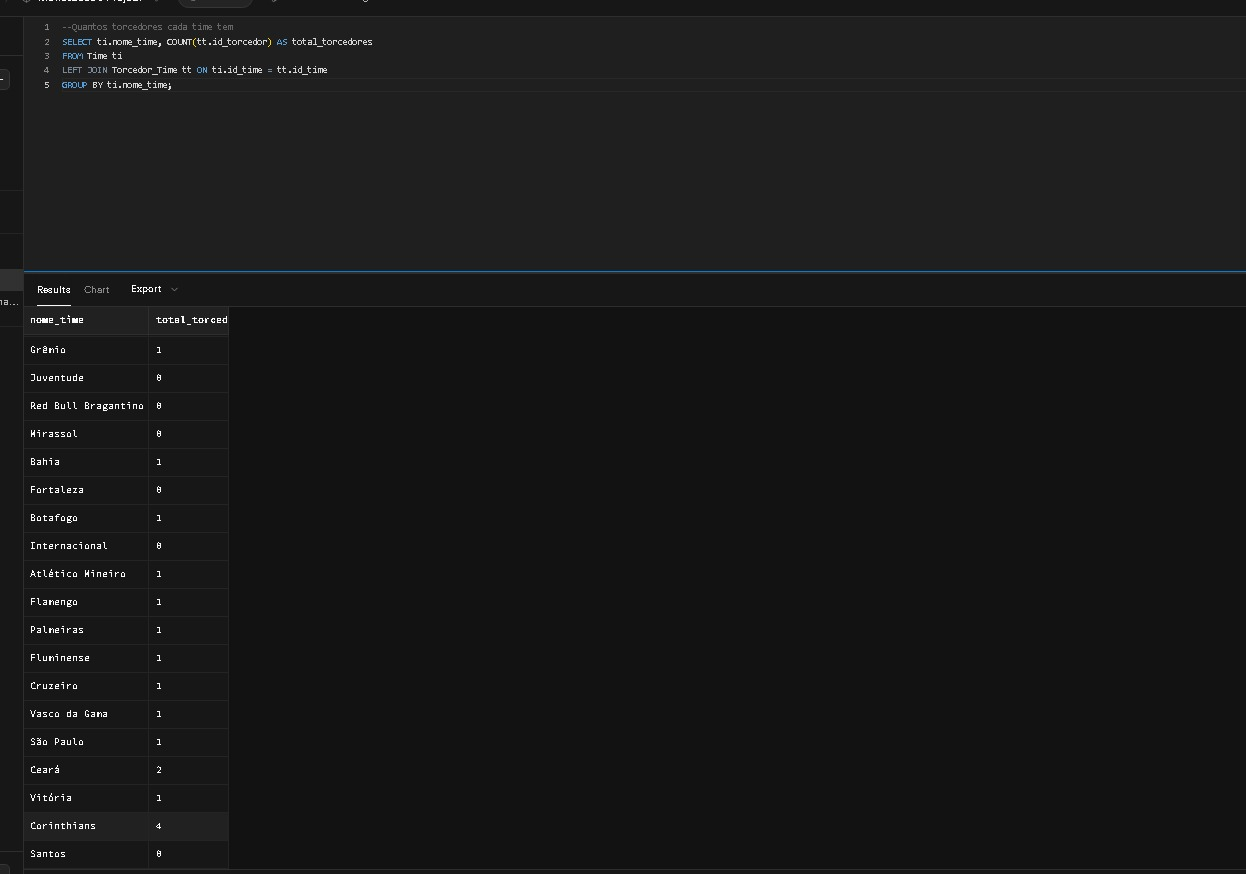 1 --Quantos torcedores cada time tem
2 SELECT ti.nome_time, COUNT(tt.id_torcedor) AS total_torcedores
3 FROM Time ti
4 LEFT JOIN Torcedor_Time tt ON ti.id_time = tt.id_time
5 GROUP BY ti.nome_time;
Results Chart Export
nome_time total_torced
Grêmio 1
Juventude 0
Red Bull Bragantino 0
Mirassol 0
Bahia 1
Fortaleza 0
Botafogo 1
Internacional 0
Atlético Mineiro 1
Flamengo 1
Palmeiras 1
Fluminense 1
Cruzeiro 1
Vasco da Gama 1
São Paulo 1
Ceará 2
Vitória 1
Corinthians 4
Santos 0